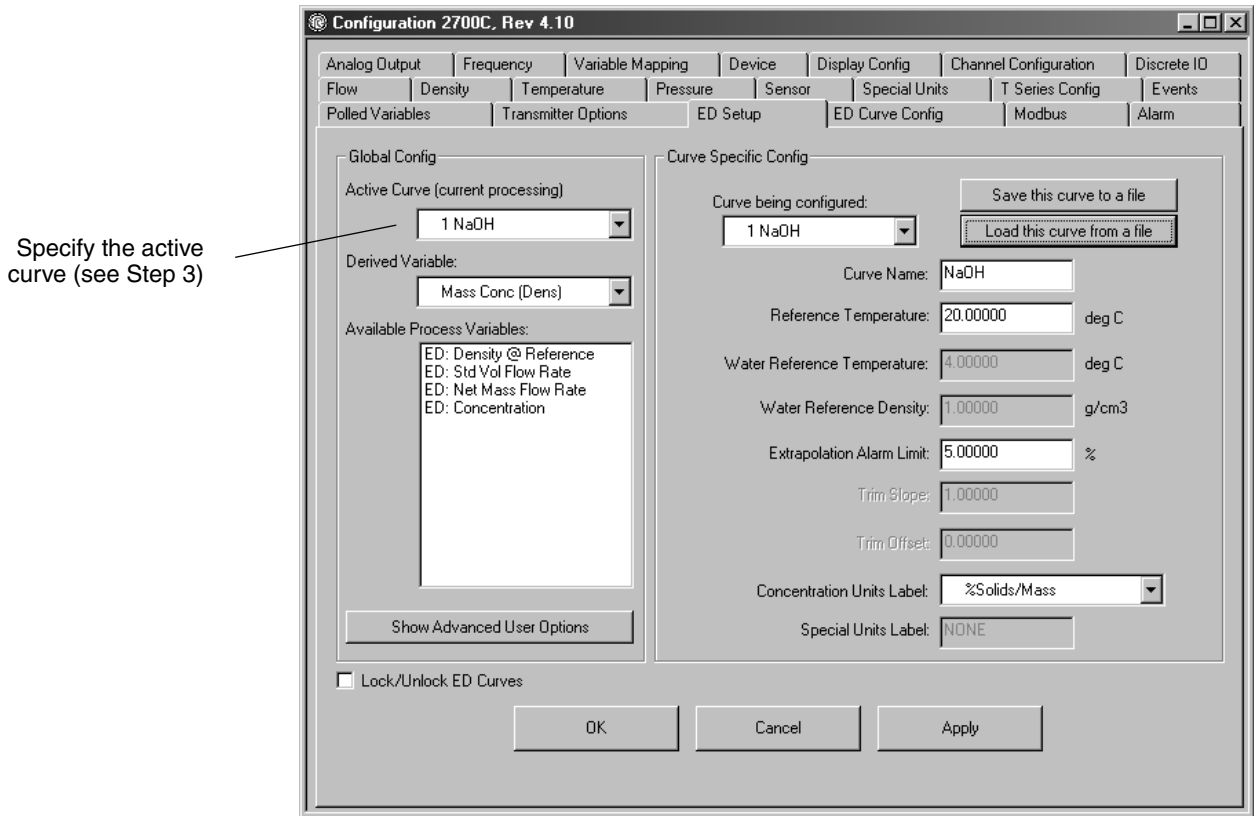 Configuration 2700C, Rev 4.10
Analog Output Frequency Variable Mapping Device Display Config Channel Configuration Discrete IO
Flow Density Temperature Pressure Sensor Special Units T Series Config Events
Polled Variables Transmitter Options ED Setup ED Curve Config Modbus Alarm
Specify the active
curve (see Step 3)
Global Config
Active Curve (current processing)
1 NaOH
Derived Variable:
Mass Conc (Dens)
Available Process Variables:
ED: Density @ Reference
ED: Std Vol Flow Rate
ED: Net Mass Flow Rate
ED: Concentration
Show Advanced User Options
Curve Specific Config
Curve being configured:
1 NaOH
Save this curve to a file
Load this curve from a file
Curve Name: NaOH
Reference Temperature: 20.00000 deg C
Water Reference Temperature: 4.00000 deg C
Water Reference Density: 1.00000 g/cm3
Extrapolation Alarm Limit: 5.00000 %
Trim Slope: 1.00000
Trim Offset: 0.00000
Concentration Units Label: %Solids/Mass
Special Units Label: NONE
Lock/Unlock ED Curves
OK Cancel Apply